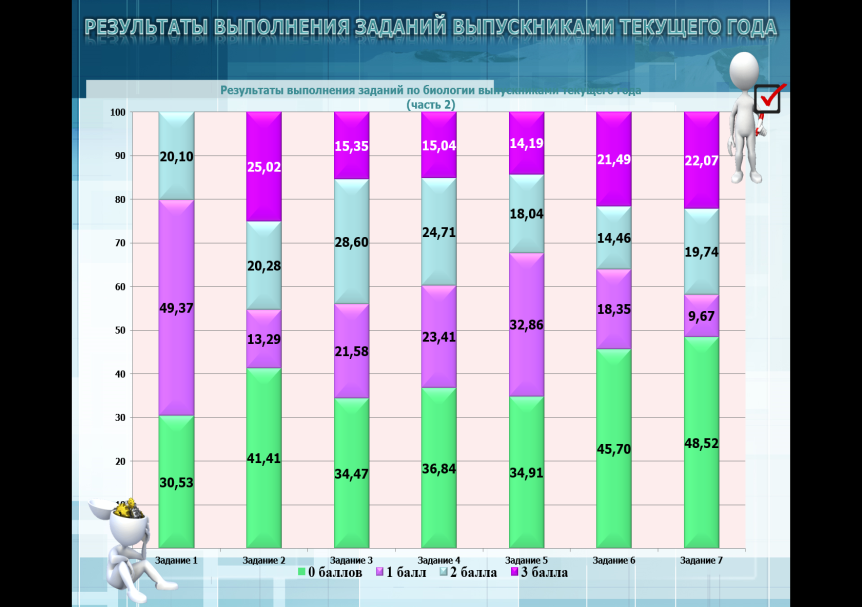 РЕЗУЛЬТАТЫ ВЫПОЛНЕНИЯ ЗАДАНИЙ ВЫПУСКНИКАМИ ТЕКУЩЕГО ГОДА
Результаты выполнения заданий по биологии выпускниками текущего года
(часть 2)
100
20,10 25,02 15,35 15,04 14,19 21,49 22,07
90
80
20,28 28,60 24,71 18,04 14,46 19,74
70
60
49,37 13,29 21,58 23,41 32,86 18,35 9,67
50
40
30
30,53 41,41 34,47 36,84 34,91 45,70 48,52
20
Задание 1 Задание 2 Задание 3 Задание 4 Задание 5 Задание 6 Задание 7
0 баллов 1 балл 2 балла 3 балла